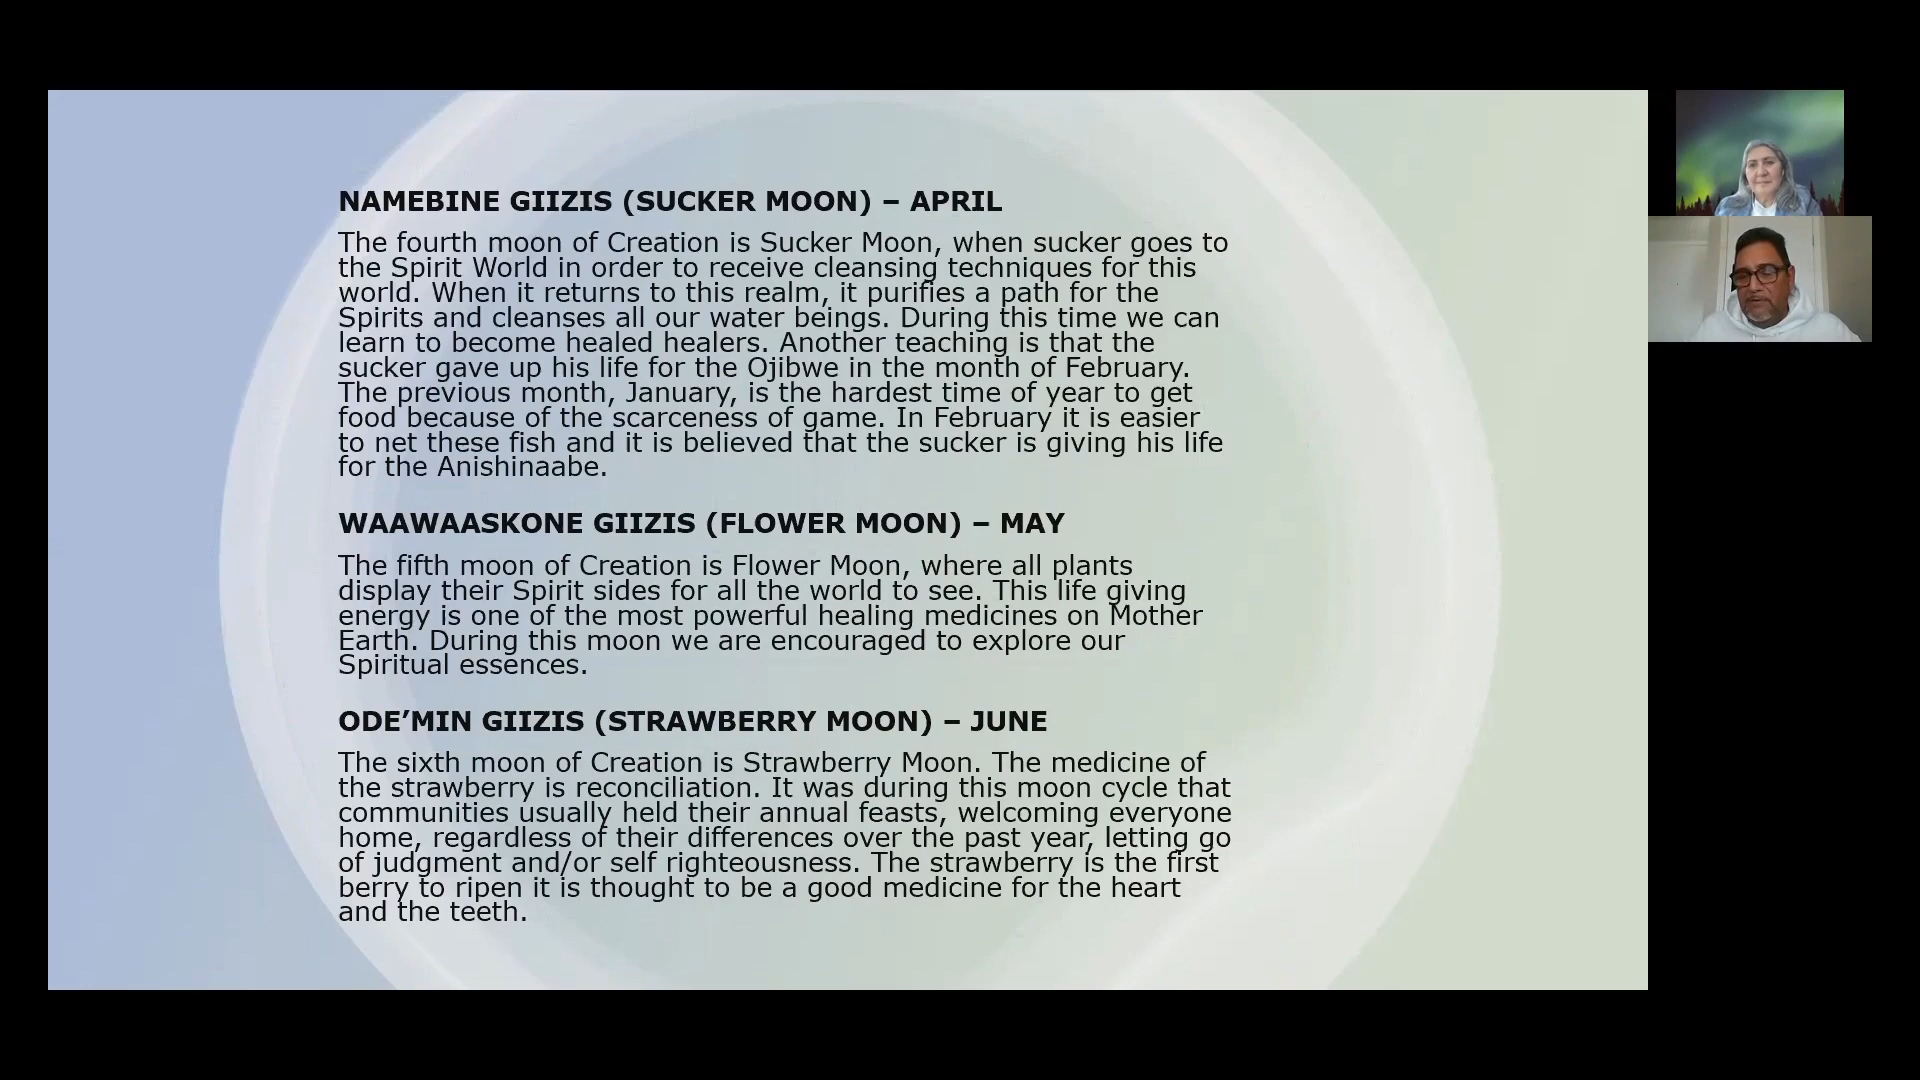 NAMEBINE GIIZIS (SUCKER MOON) – APRIL
The fourth moon of Creation is Sucker Moon, when sucker goes to
the Spirit World in order to receive cleansing techniques for this
world. When it returns to this realm, it purifies a path for the
Spirits and cleanses all our water beings. During this time we can
learn to become healed healers. Another teaching is that the
sucker gave up his life for the Ojibwe in the month of February.
The previous month, January, is the hardest time of year to get
food because of the scarceness of game. In February it is easier
to net these fish and it is believed that the sucker is giving his life
for the Anishinaabe.
WAAWAASKONE GIIZIS (FLOWER MOON) – MAY
The fifth moon of Creation is Flower Moon, where all plants
display their Spirit sides for all the world to see. This life giving
energy is one of the most powerful healing medicines on Mother
Earth. During this moon we are encouraged to explore our
Spiritual essences.
ODE’MIN GIIZIS (STRAWBERRY MOON) – JUNE
The sixth moon of Creation is Strawberry Moon. The medicine of
the strawberry is reconciliation. It was during this moon cycle that
communities usually held their annual feasts, welcoming everyone
home, regardless of their differences over the past year, letting go
of judgment and/or self righteousness. The strawberry is the first
berry to ripen it is thought to be a good medicine for the heart
and the teeth.